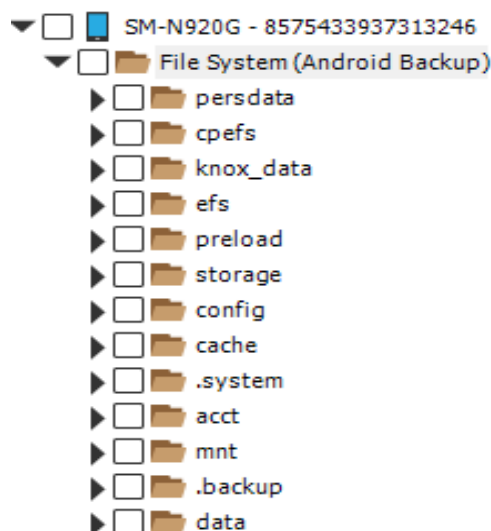 SM-N920G - 8575433937313246
File System (Android Backup)
persdata
cpefs
knox_data
efs
preload
storage
config
cache
.system
acct
mnt
.backup
data